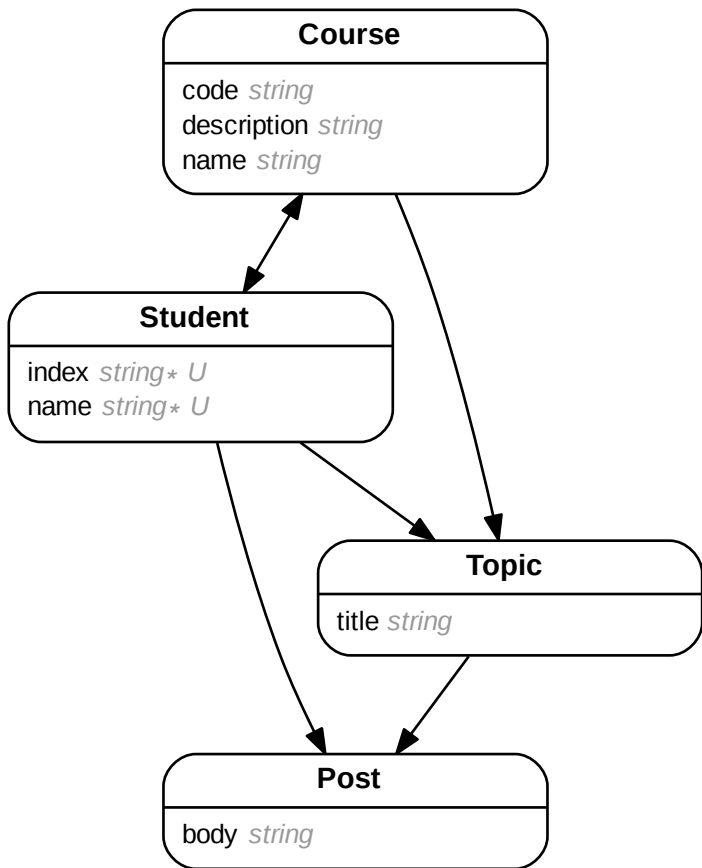 Course
code string
description string
name string
Student
index string* U
name string* U
Topic
title string
Post
body string